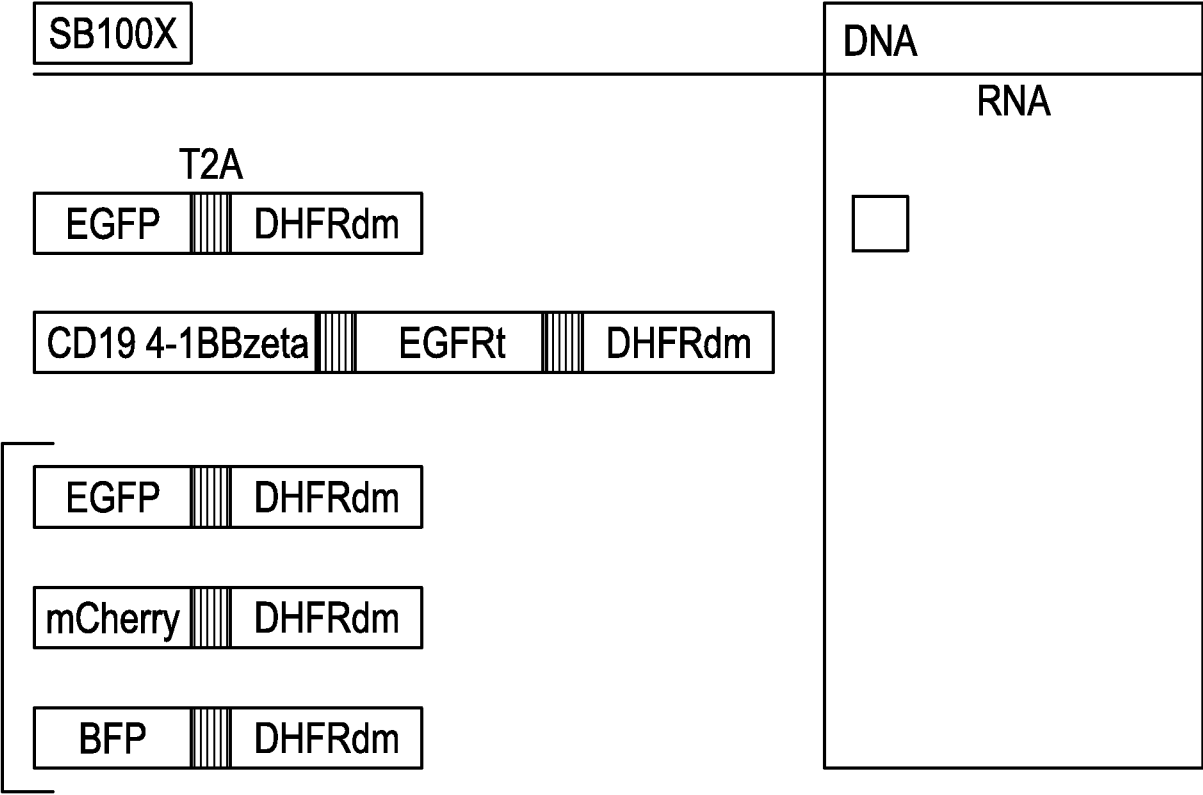 SB100X DNA
RNA
T2A
EGFP DHFRdm
CD19 4-1BBzeta EGFRt DHFRdm
EGFP DHFRdm
mCherry DHFRdm
BFP DHFRdm